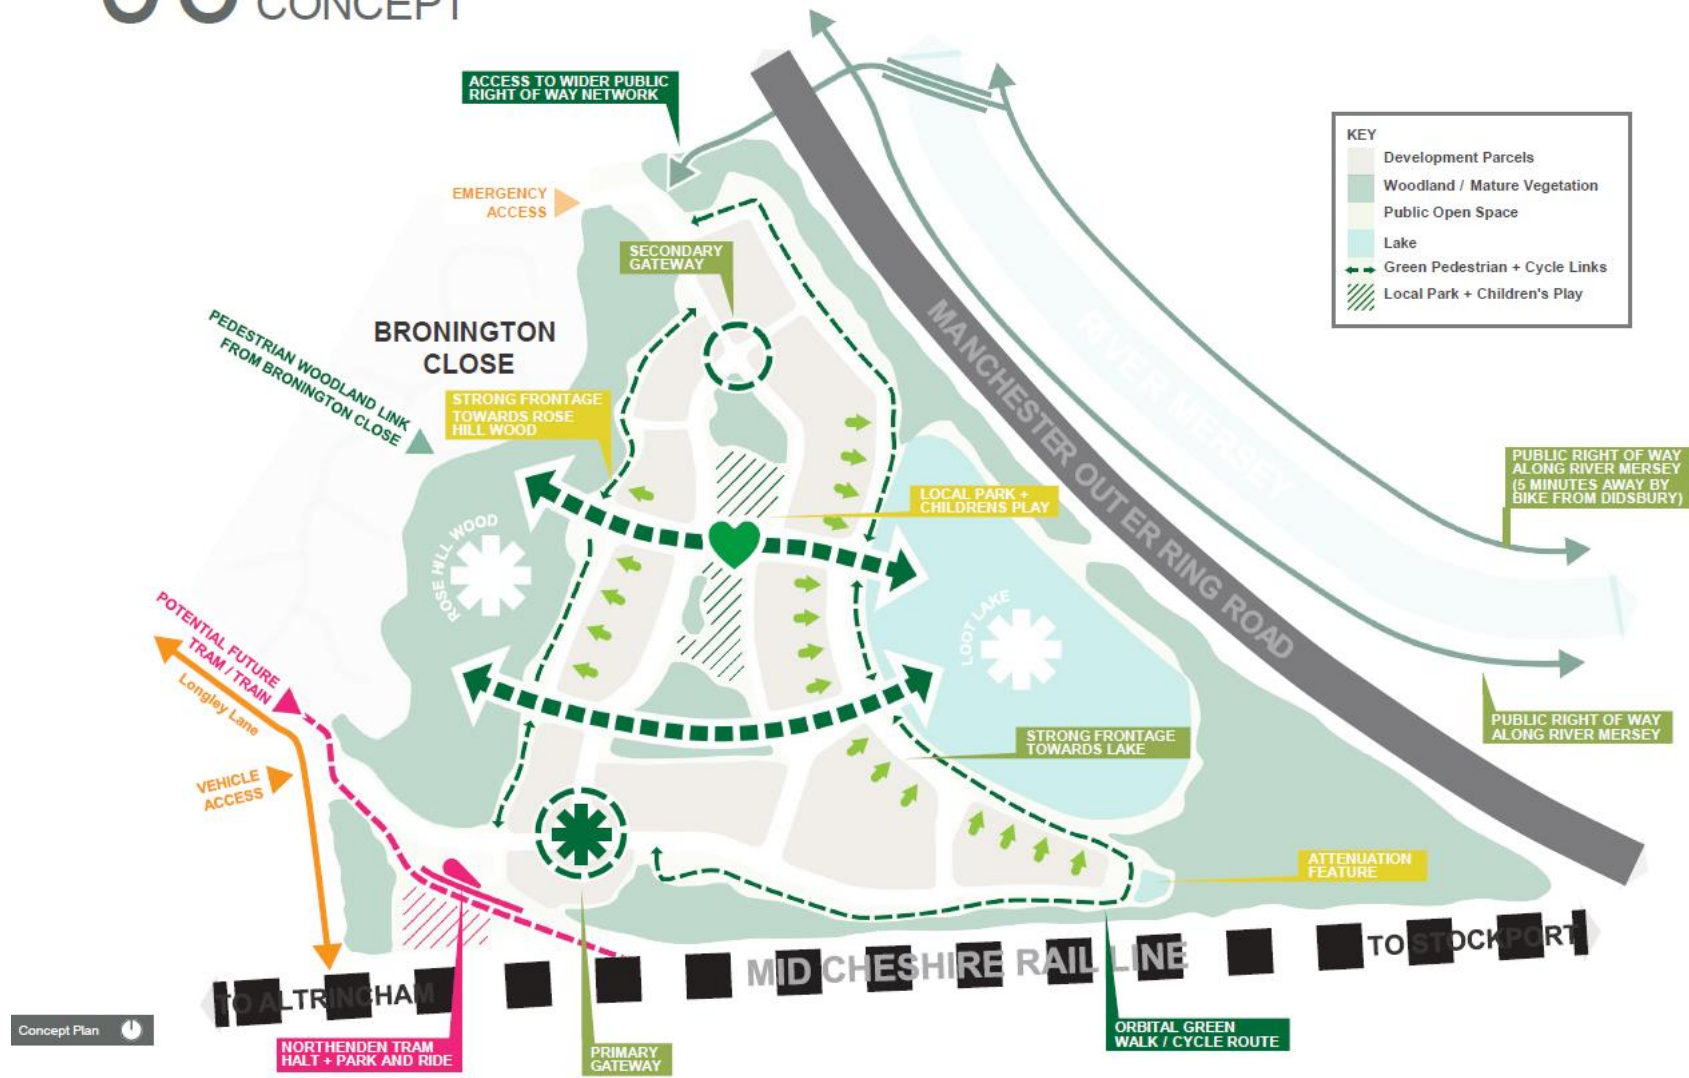 CONCEPT
ACCESS TO WIDER PUBLIC
RIGHT OF WAY NETWORK
EMERGENCY
ACCESS
SECONDARY
GATEWAY
KEY
Development Parcels
Woodland / Mature Vegetation
Public Open Space
Lake
Green Pedestrian + Cycle Links
Local Park + Children's Play
PEDESTRIAN WOODLAND LINK
FROM BRONINGTON CLOSE
BRONINGTON
CLOSE
STRONG FRONTAGE
TOWARDS ROSE
HILL WOOD
MANCHESTER OUTER RING ROAD
RIVER MERSEY
PUBLIC RIGHT OF WAY
ALONG RIVER MERSEY
(5 MINUTES AWAY BY
BIKE FROM DIDSBURY)
LOCAL PARK +
CHILDRENS PLAY
ROSE HILL WOOD
LOOT LAKE
POTENTIAL FUTURE
TRAM / TRAIN
Longley Lane
VEHICLE
ACCESS
STRONG FRONTAGE
TOWARDS LAKE
PUBLIC RIGHT OF WAY
ALONG RIVER MERSEY
ATTENUATION
FEATURE
TO ALTRINCHAM
MID CHESHIRE RAIL LINE
TO STOCKPORT
Concept Plan
NORTHENDEN TRAM
HALT + PARK AND RIDE
PRIMARY
GATEWAY
ORBITAL GREEN
WALK / CYCLE ROUTE